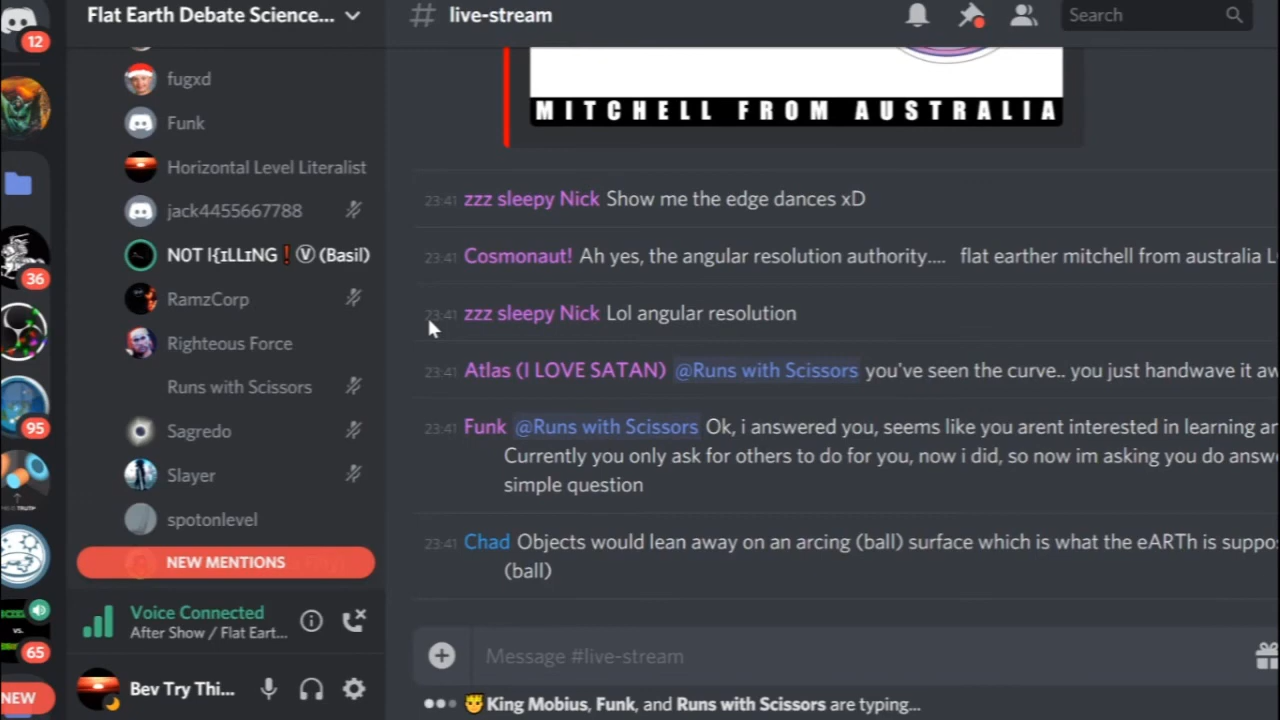 Flat Earth Debate Science...
# live-stream
Search
12
fugxd
Funk
Horizontal Level Literalist
jack4455667788
N0T I{ɪLLɪNG❗Ⓥ (Basil)
RamzCorp
Righteous Force
Runs with Scissors
Sagredo
Slayer
spotonlevel
NEW MENTIONS
36
95
65
NEW
VS.
Voice Connected
After Show / Flat Eart...
Bev Try Thi...
MITCHELL FROM AUSTRALIA
23:41 zzz sleepy Nick Show me the edge dances xD
23:41 Cosmonaut! Ah yes, the angular resolution authority.... flat earther mitchell from australia L
23:41 zzz sleepy Nick Lol angular resolution
23:41 Atlas (I LOVE SATAN) @Runs with Scissors you've seen the curve.. you just handwave it aw
23:41 Funk @Runs with Scissors Ok, i answered you, seems like you arent interested in learning an
Currently you only ask for others to do for you, now i did, so now im asking you do answe
simple question
23:41 Chad Objects would lean away on an arcing (ball) surface which is what the eARTh is suppo
(ball)
Message #live-stream
King Mobius, Funk, and Runs with Scissors are typing...